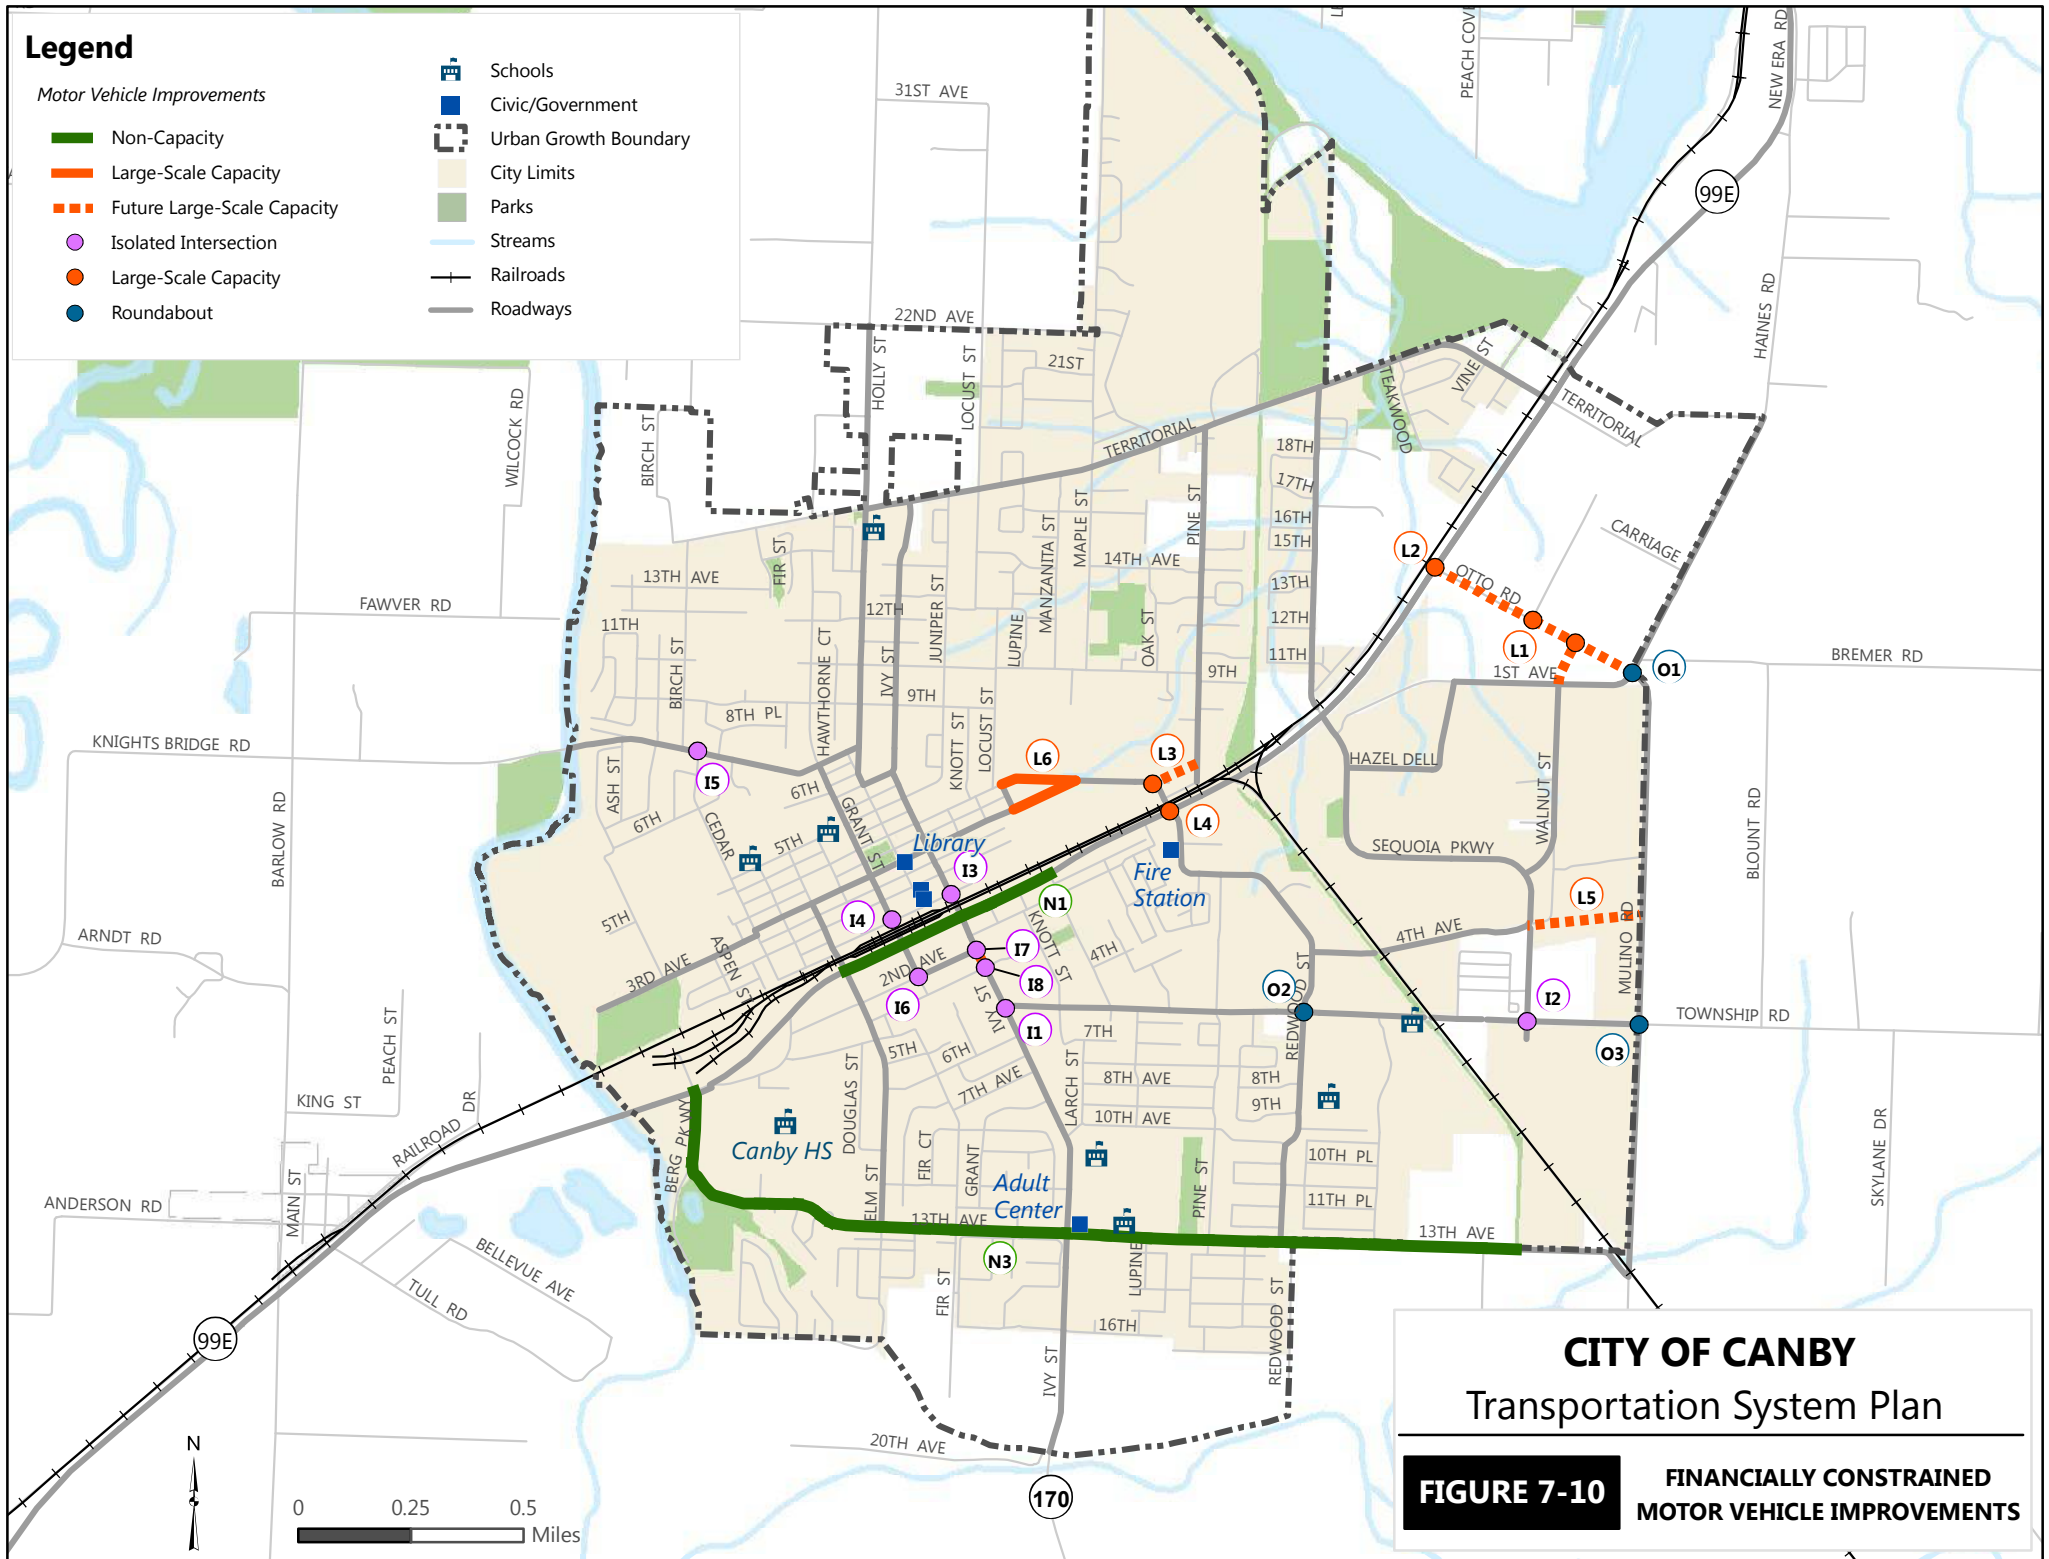 Legend
Motor Vehicle Improvements
Non-Capacity
Large-Scale Capacity
Future Large-Scale Capacity
Isolated Intersection
Large-Scale Capacity
Roundabout
Schools
Civic/Government
Urban Growth Boundary
City Limits
Parks
Streams
Railroads
Roadways
31ST AVE
PEACH COV
NEW ERA RD
99E
22ND AVE
21ST
HOLLY ST
LOCUST ST
HAINES RD
VINE ST
TEAKWOOD
TERRITORIAL
TERRITORIAL
WILCOCK RD
BIRCH ST
18TH
17TH
16TH
15TH
13TH
12TH
11TH
PINE ST
MAPLE ST
MANZANITA ST
14TH AVE
CARRIAGE
L2
OTTO RD
L1
1ST AVE
O1
BREMER RD
FIR ST
13TH AVE
FAWVER RD
11TH
12TH
JUNIPER ST
LUPINE
OAK ST
9TH
BIRCH ST
HAWTHORNE CT
IVY ST
9TH
8TH PL
KNOTT ST
LOCUST ST
KNIGHTS BRIDGE RD
I5
L6
L3
HAZEL DELL
ASH ST
6TH
6TH
GRANT ST
CEDAR
5TH
L4
WALNUT ST
BARLOW RD
BLOUNT RD
Library
SEQUOIA PKWY
I3
Fire
Station
L5
I4
N1
5TH
ASPEN ST
KNOTT ST
4TH
4TH AVE
MULINO RD
ARNDT RD
2ND AVE
I7
3RD AVE
I8
REDWOOD ST
O2
I2
I6
IVY ST
I1
TOWNSHIP RD
PEACH ST
7TH
O3
5TH
6TH
DOUGLAS ST
LARCH ST
8TH AVE
8TH
7TH AVE
9TH
KING ST
10TH AVE
RAILROAD DR
BERG PKWY
Canby HS
FIR CT
10TH PL
SKYLANE DR
GRANT
ELM ST
PINE ST
11TH PL
ANDERSON RD
MAIN ST
Adult
Center
13TH AVE
13TH AVE
N3
BELLEVUE AVE
LUPINE
TULL RD
FIR ST
REDWOOD ST
16TH
99E
IVY ST
20TH AVE
170
N
0 0.25 0.5
Miles
CITY OF CANBY
Transportation System Plan
FIGURE 7-10
FINANCIALLY CONSTRAINED
MOTOR VEHICLE IMPROVEMENTS